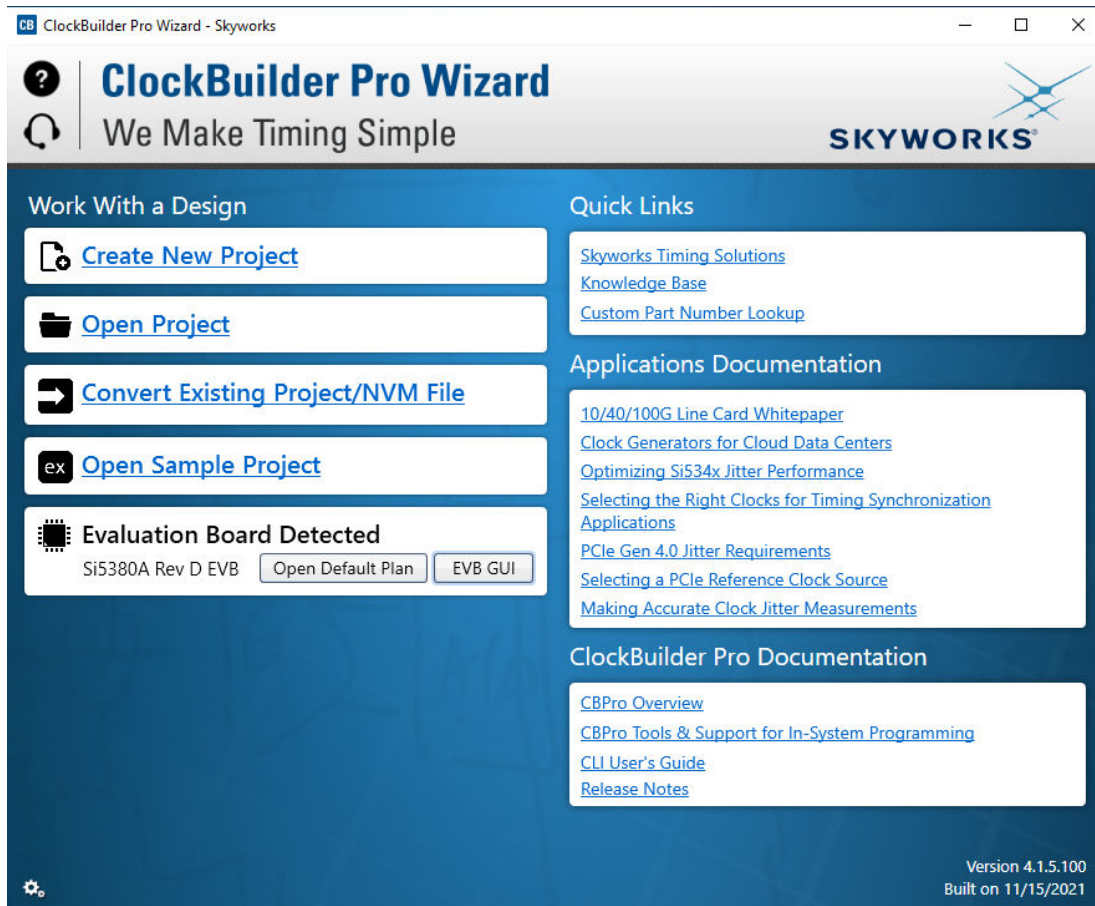 CB ClockBuilder Pro Wizard - Skyworks
?
ClockBuilder Pro Wizard
We Make Timing Simple
SKYWORKS®
Work With a Design
Create New Project
Open Project
Convert Existing Project/NVM File
ex Open Sample Project
Evaluation Board Detected
Si5380A Rev D EVB Open Default Plan EVB GUI
Quick Links
Skyworks Timing Solutions
Knowledge Base
Custom Part Number Lookup
Applications Documentation
10/40/100G Line Card Whitepaper
Clock Generators for Cloud Data Centers
Optimizing Si534x Jitter Performance
Selecting the Right Clocks for Timing Synchronization
Applications
PCIe Gen 4.0 Jitter Requirements
Selecting a PCIe Reference Clock Source
Making Accurate Clock Jitter Measurements
ClockBuilder Pro Documentation
CBPro Overview
CBPro Tools & Support for In-System Programming
CLI User's Guide
Release Notes
Version 4.1.5.100
Built on 11/15/2021